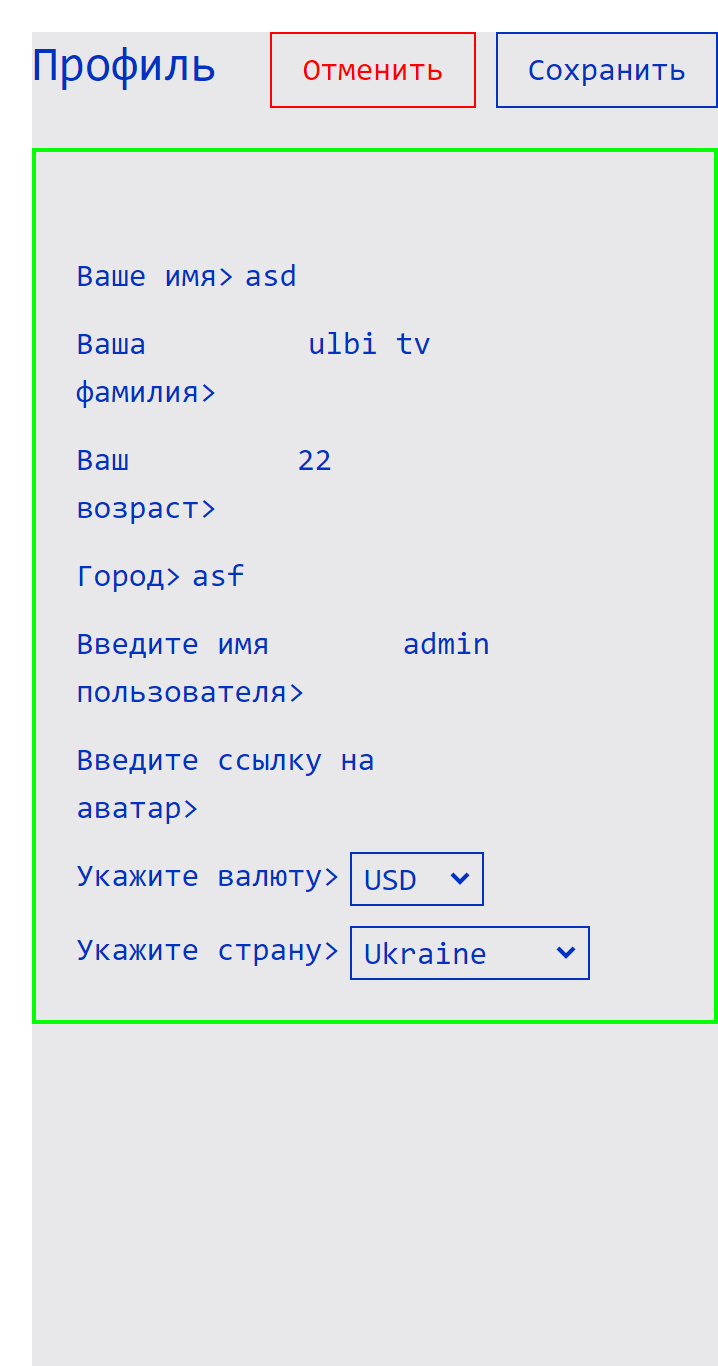 Профиль Отменить Сохранить
Ваше имя> asd
Ваша ulbi tv
фамилия>
Ваш 22
возраст>
Город> asf
Введите имя admin
пользователя>
Введите ссылку на
аватар>
Укажите валюту> USD
Укажите страну> Ukraine